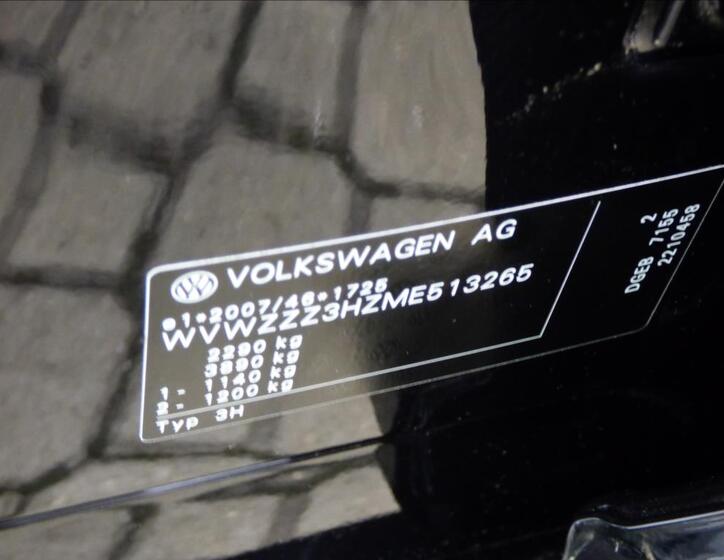 VOLKSWAGEN AG
e1*2007/46*1725
WVWZZZ3HZME513265
2290 kg
3890 kg
1- 1140 kg
2- 1200 kg
Typ 3H
2
DGEB 7155
2210458